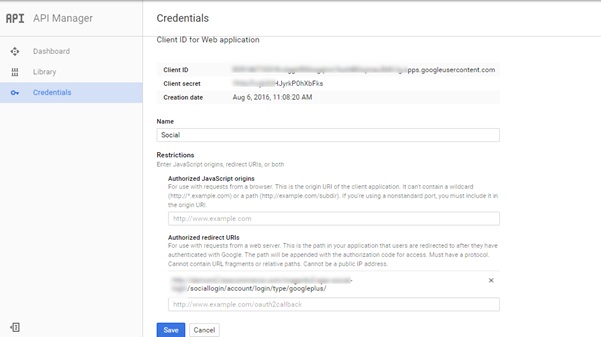 API API Manager
Credentials
Dashboard
Library
Credentials
Client ID for Web application
Client ID pps.googleusercontent.com
Client secret HJyrkP0hXbFks
Creation date Aug 6, 2016, 11:08:20 AM
Name
Social
Restrictions
Enter JavaScript origins, redirect URIs, or both
Authorized JavaScript origins
For use with requests from a browser. This is the origin URI of the client application. It can't contain a wildcard
(http://*.example.com) or a path (http://example.com/subdir). If you're using a nonstandard port, you must include it in
the origin URI.
http://www.example.com
Authorized redirect URIs
For use with requests from a web server. This is the path in your application that users are redirected to after they have
authenticated with Google. The path will be appended with the authorization code for access. Must have a protocol.
Cannot contain URL fragments or relative paths. Cannot be a public IP address.
/sociallogin/account/login/type/googleplus/
http://www.example.com/oauth2callback
Save Cancel